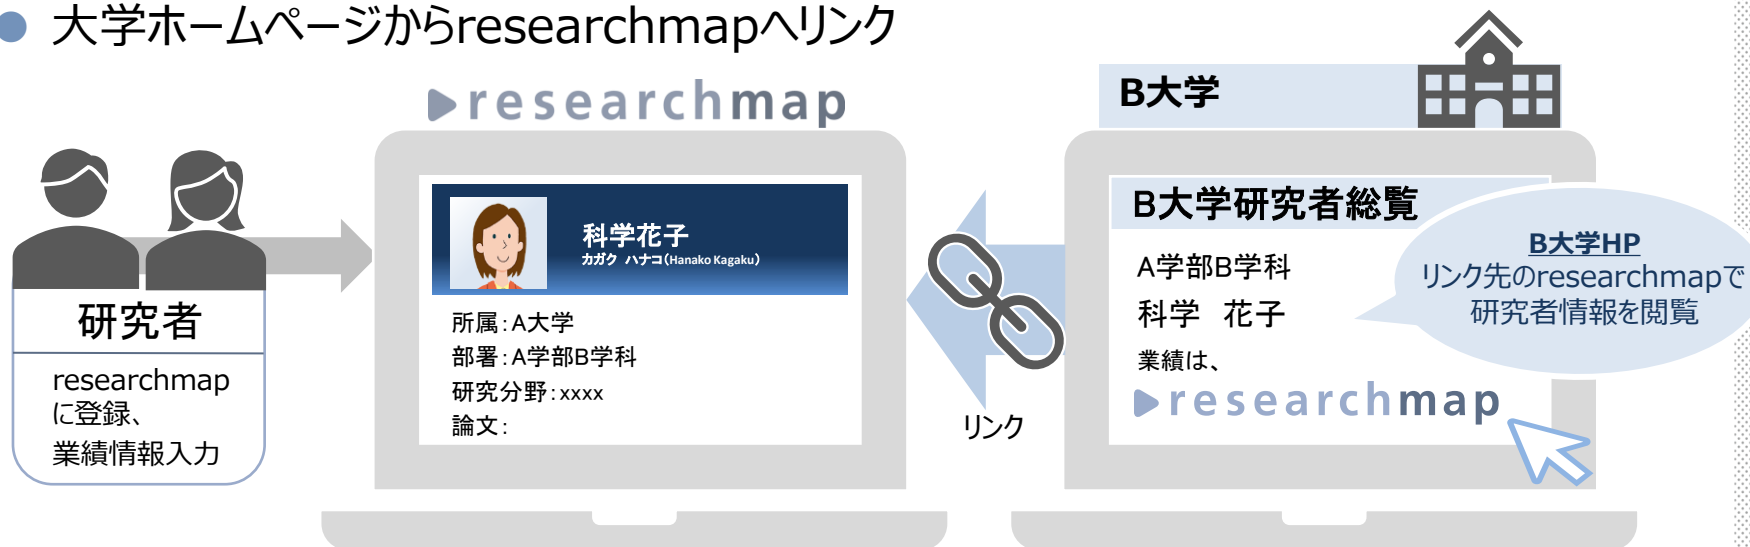 大学ホームページからresearchmapへリンク
researchmap
B大学
科学花子
カガク ハナコ(Hanako Kagaku)
所属:A大学
部署:A学部B学科
研究分野:xxxx
論文:
研究者
researchmap
に登録、
業績情報入力
リンク
B大学研究者総覧
A学部B学科
科学 花子
業績は、
researchmap
B大学HP
リンク先のresearchmapで
研究者情報を閲覧